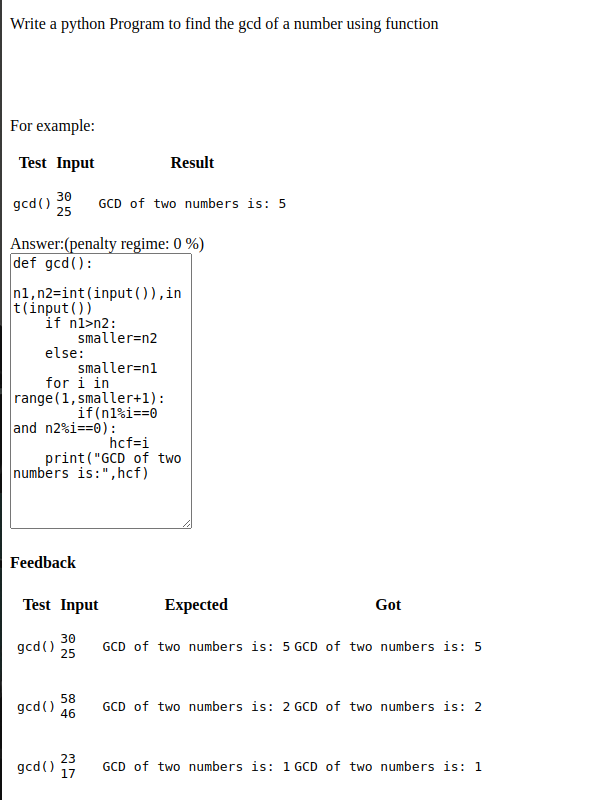 Write a python Program to find the gcd of a number using function
For example:
Test Input Result
gcd() 30
25 GCD of two numbers is: 5
Answer:(penalty regime: 0 %)
def gcd():
n1,n2=int(input()),in
t(input())
    if n1>n2:
        smaller=n2
    else:
        smaller=n1
    for i in
range(1,smaller+1):
        if(n1%i==0
and n2%i==0):
            hcf=i
    print("GCD of two
numbers is:",hcf)
Feedback
Test Input Expected Got
gcd() 30
25 GCD of two numbers is: 5 GCD of two numbers is: 5
gcd() 58
46 GCD of two numbers is: 2 GCD of two numbers is: 2
gcd() 23
17 GCD of two numbers is: 1 GCD of two numbers is: 1